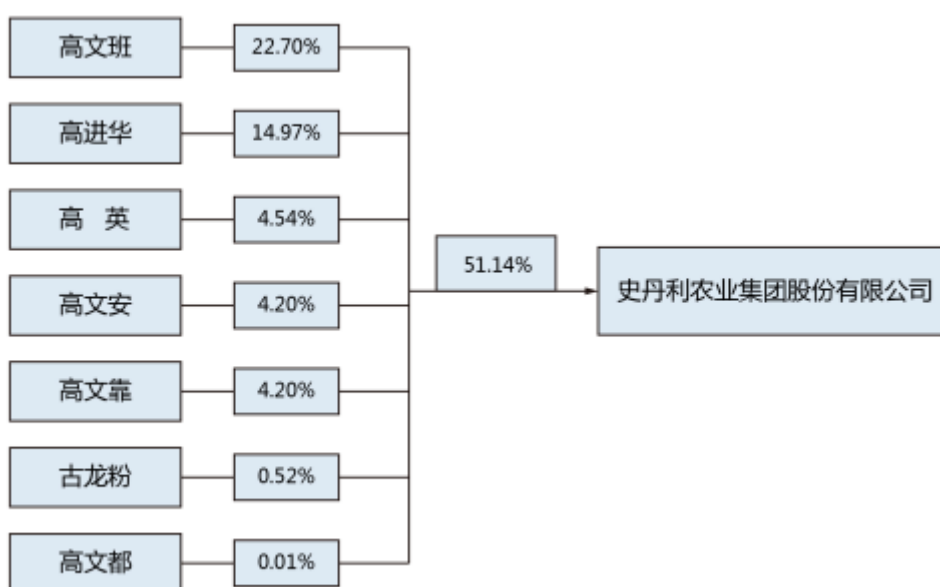 高文班 22.70%
高进华 14.97%
高 英 4.54%
51.14%
史丹利农业集团股份有限公司
高文安 4.20%
高文靠 4.20%
古龙粉 0.52%
高文都 0.01%